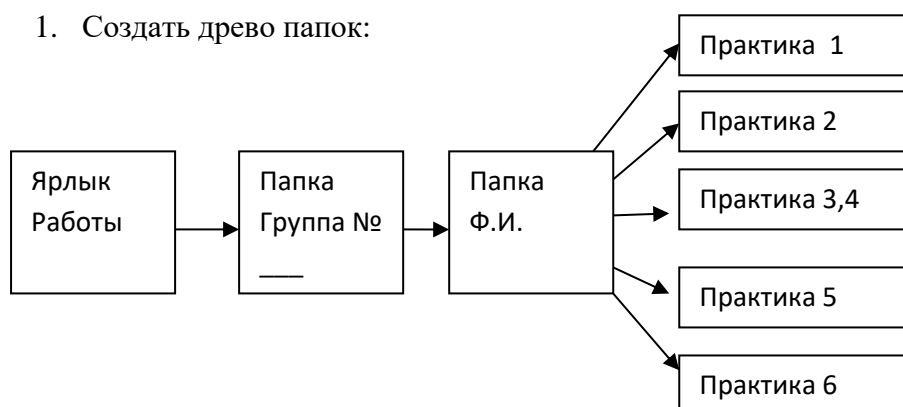 1. Создать древо папок:
Ярлык
Работы
Папка
Группа №
___
Папка
Ф.И.
Практика 1
Практика 2
Практика 3,4
Практика 5
Практика 6